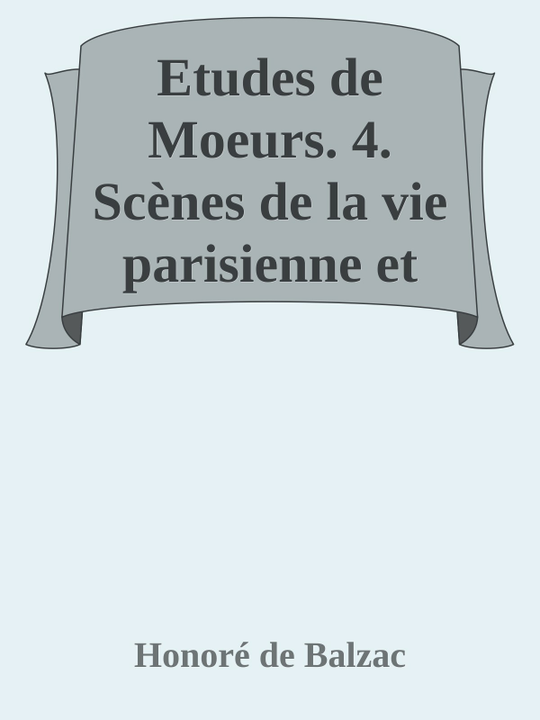 Etudes de
Moeurs. 4.
Scènes de la vie
parisienne et
Honoré de Balzac